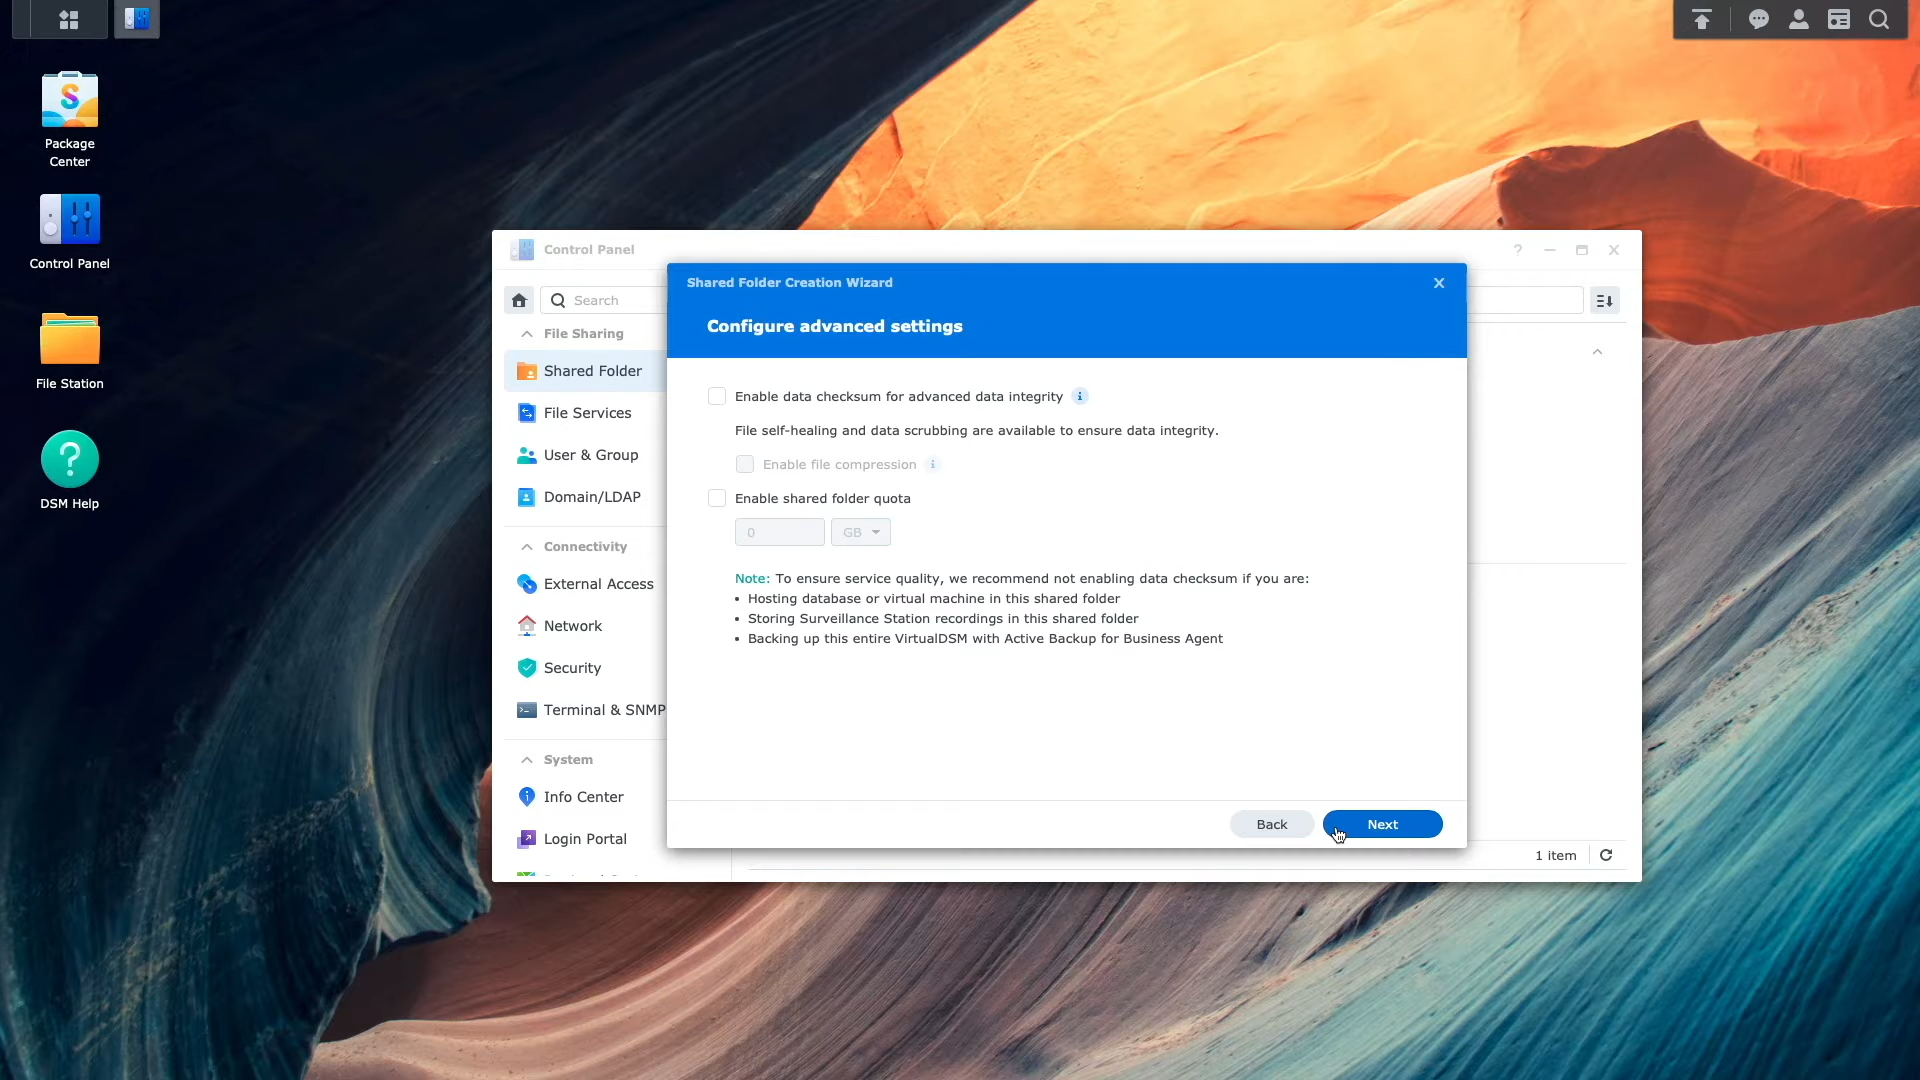 Package
Center
Control Panel
File Station
DSM Help
Control Panel
Search
File Sharing
Shared Folder
File Services
User & Group
Domain/LDAP
Connectivity
External Access
Network
Security
Terminal & SNMP
System
Info Center
Login Portal
Shared Folder Creation Wizard
Configure advanced settings
Enable data checksum for advanced data integrity
File self-healing and data scrubbing are available to ensure data integrity.
Enable file compression
Enable shared folder quota
0 GB
Note: To ensure service quality, we recommend not enabling data checksum if you are:
• Hosting database or virtual machine in this shared folder
• Storing Surveillance Station recordings in this shared folder
• Backing up this entire VirtualDSM with Active Backup for Business Agent
Back Next
1 item